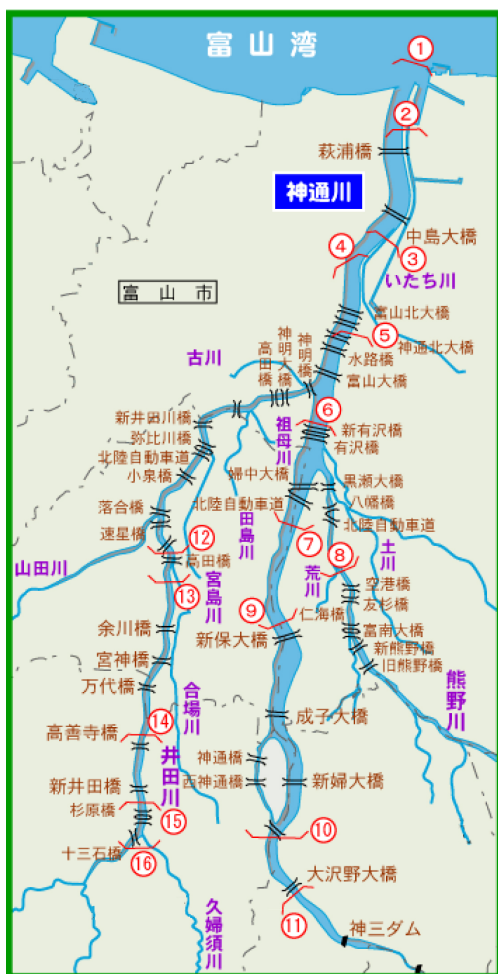 富山湾
①
②
萩浦橋
神通川
中島大橋
④
③
いたち川
富山市
富山北大橋
⑤
神通北大橋
水路橋
富山大橋
古川
神明橋
神明大橋
高田橋
⑥
新有沢橋
有沢橋
祖母川
新井田川橋
弥比川橋
北陸自動車道
小泉橋
婦中大橋
北陸自動車道
黒瀬大橋
八幡橋
北陸自動車道
落合橋
速星橋
田島川
⑦
⑧
土川
⑫
高田橋
山田川
⑬
宮島川
荒川
空港橋
友杉橋
⑨
仁海橋
富南大橋
新熊野橋
旧熊野橋
余川橋
新保大橋
宮神橋
万代橋
合場川
熊野川
⑭
高善寺橋
成子大橋
井田川
神通橋
西神通橋
新婦大橋
新井田橋
杉原橋
⑮
⑩
十三石橋
⑯
大沢野大橋
⑪
久婦須川
神三ダム